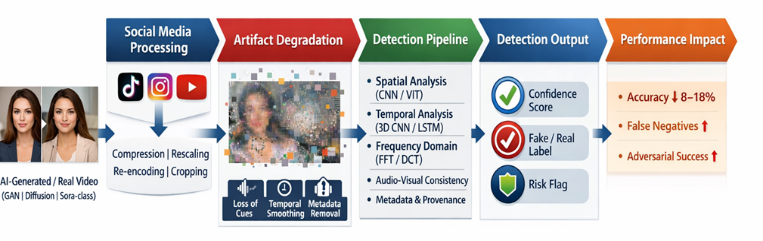 Social Media
Processing
Artifact Degradation
Detection Pipeline
Detection Output
Performance Impact
AI-Generated / Real Video
(GAN | Diffusion | Sora-class)
Compression | Rescaling
Re-encoding | Cropping
Loss of
Cues
Temporal
Smoothing
Metadata
Removal
• Spatial Analysis
(CNN / ViT)
• Temporal Analysis
(3D CNN / LSTM)
• Frequency Domain
(FFT / DCT)
• Audio-Visual Consistency
• Metadata & Provenance
Confidence
Score
Fake / Real
Label
Risk Flag
• Accuracy ↓ 8–18%
• False Negatives ↑
• Adversarial Success ↑